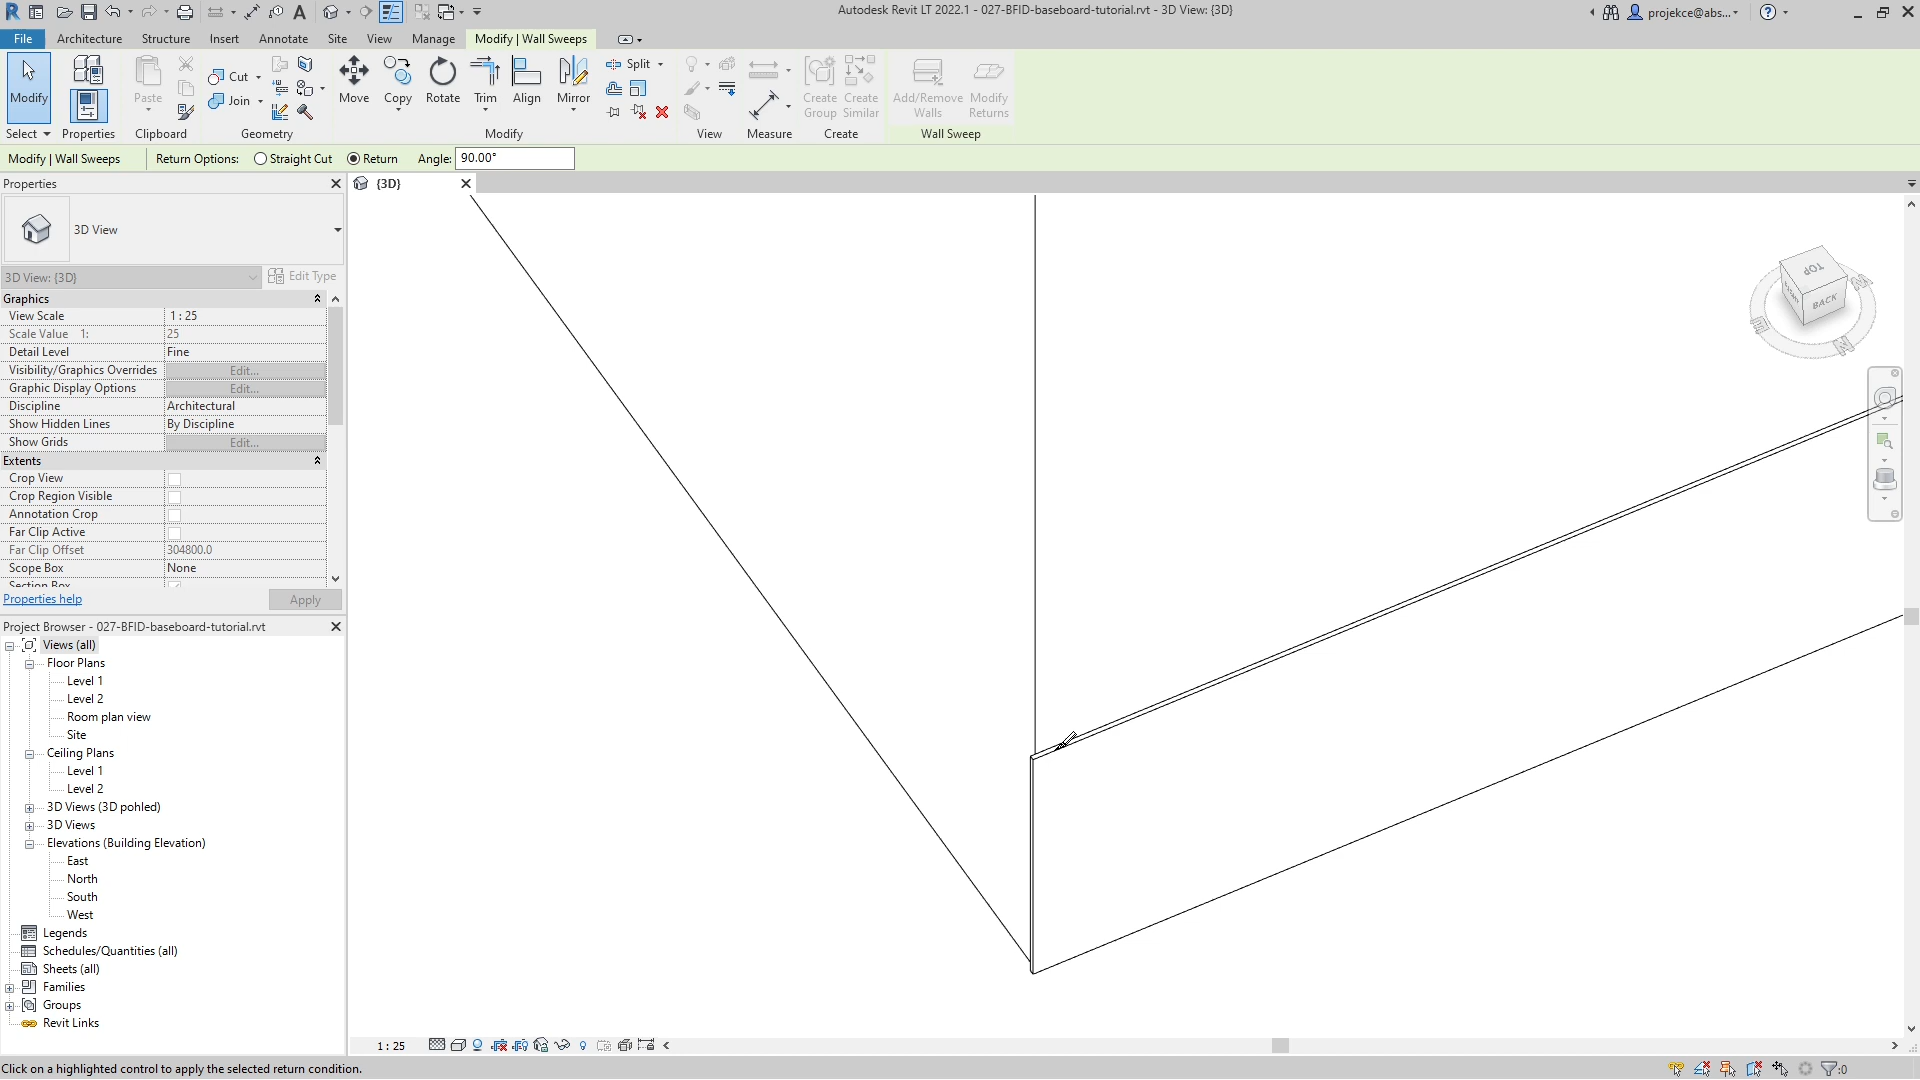 Autodesk Revit LT 2022.1 - 027-BFID-baseboard-tutorial.rvt - 3D View: {3D}
projekce@abs...
File
Architecture
Structure
Insert
Annotate
Site
View
Manage
Modify | Wall Sweeps
Modify
Paste
Cut
Join
Move
Copy
Rotate
Trim
Align
Mirror
Split
Create Group
Create Similar
Add/Remove Walls
Modify Returns
Select
Properties
Clipboard
Geometry
Modify
View
Measure
Create
Wall Sweep
Modify | Wall Sweeps
Return Options:
Straight Cut
Return
Angle:
90.00°
Properties
{3D}
3D View
3D View: {3D}
Edit Type
Graphics
View Scale 1 : 25
Scale Value 1: 25
Detail Level Fine
Visibility/Graphics Overrides Edit...
Graphic Display Options Edit...
Discipline Architectural
Show Hidden Lines By Discipline
Show Grids Edit...
Extents
Crop View
Crop Region Visible
Annotation Crop
Far Clip Active
Far Clip Offset 304800.0
Scope Box None
Section Box
Properties help
Apply
Project Browser - 027-BFID-baseboard-tutorial.rvt
Views (all)
Floor Plans
Level 1
Level 2
Room plan view
Site
Ceiling Plans
Level 1
Level 2
3D Views (3D pohled)
3D Views
Elevations (Building Elevation)
East
North
South
West
Legends
Schedules/Quantities (all)
Sheets (all)
Families
Groups
Revit Links
TOP
BACK
1 : 25
Click on a highlighted control to apply the selected return condition.
:0